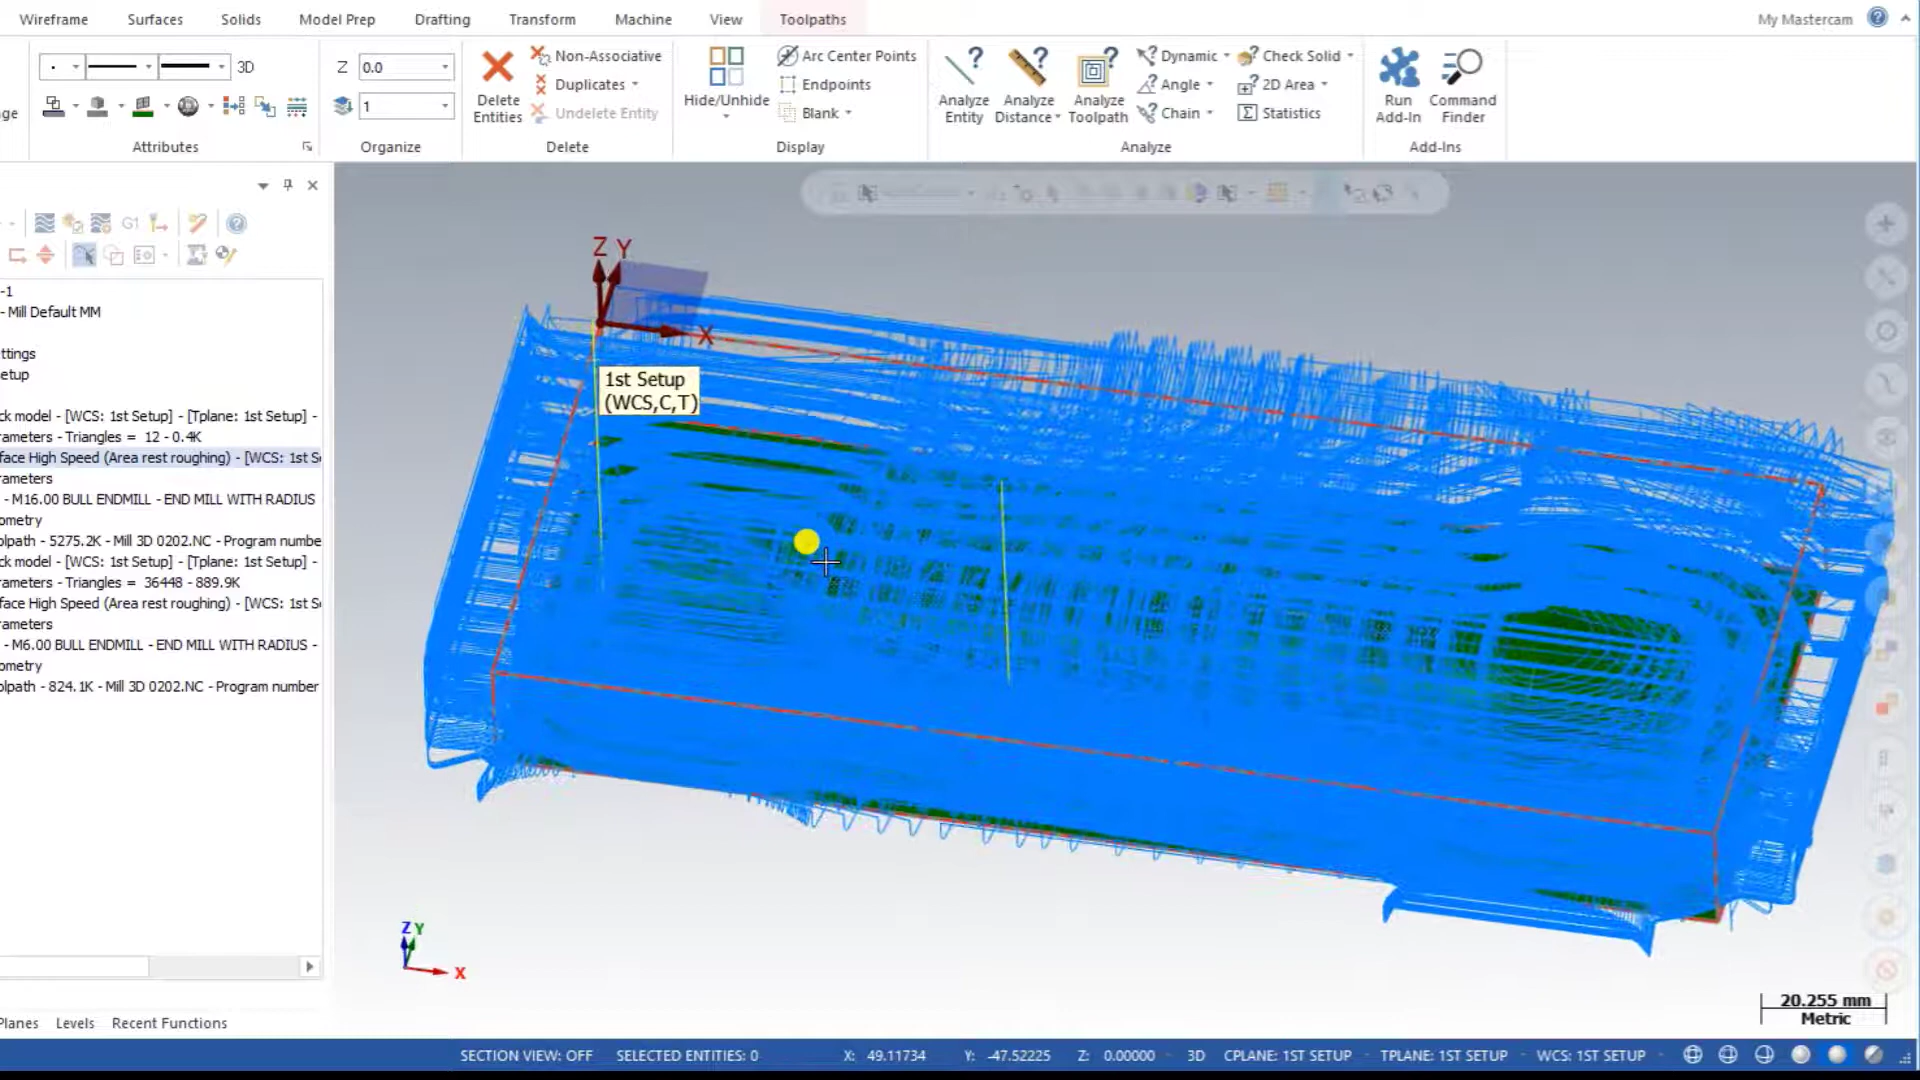 Wireframe Surfaces Solids Model Prep Drafting Transform Machine View Toolpaths My Mastercam
3D
Z 0.0
1
ge
Attributes
Organize
Delete
Entities
Non-Associative
Duplicates
Undelete Entity
Delete
Hide/Unhide
Arc Center Points
Endpoints
Blank
Display
Analyze
Entity
Analyze
Distance
Analyze
Toolpath
Dynamic
Angle
Chain
Check Solid
2D Area
Statistics
Analyze
Run
Add-In
Command
Finder
Add-Ins
G1
-1
- Mill Default MM
ttings
etup
ck model - [WCS: 1st Setup] - [Tplane: 1st Setup] -
rameters - Triangles = 12 - 0.4K
face High Speed (Area rest roughing) - [WCS: 1st Se
rameters
- M16.00 BULL ENDMILL - END MILL WITH RADIUS
ometry
olpath - 5275.2K - Mill 3D 0202.NC - Program numbe
ck model - [WCS: 1st Setup] - [Tplane: 1st Setup] -
rameters - Triangles = 36448 - 889.9K
face High Speed (Area rest roughing) - [WCS: 1st Se
rameters
- M6.00 BULL ENDMILL - END MILL WITH RADIUS -
ometry
olpath - 824.1K - Mill 3D 0202.NC - Program number
Z Y
X
1st Setup
(WCS,C,T)
Z Y
X
20.255 mm
Metric
Planes Levels Recent Functions
SECTION VIEW: OFF SELECTED ENTITIES: 0 X: 49.11734 Y: -47.52225 Z: 0.00000 3D CPLANE: 1ST SETUP TPLANE: 1ST SETUP WCS: 1ST SETUP